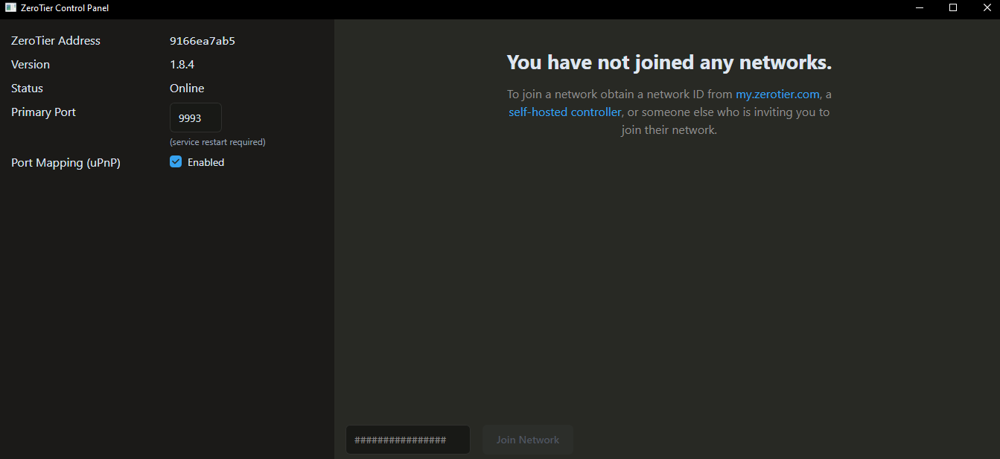 ZeroTier Control Panel
ZeroTier Address 9166ea7ab5
Version 1.8.4
Status Online
Primary Port 9993
(service restart required)
Port Mapping (uPnP) Enabled
You have not joined any networks.
To join a network obtain a network ID from my.zerotier.com, a
self-hosted controller, or someone else who is inviting you to
join their network.
################ Join Network